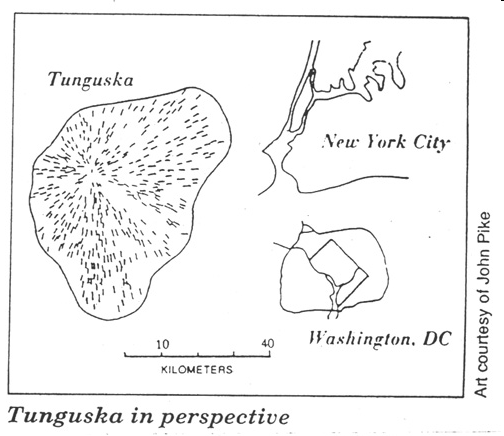 Tunguska
New York City
Washington, DC
10 40
KILOMETERS
Art courtesy of John Pike
Tunguska in perspective